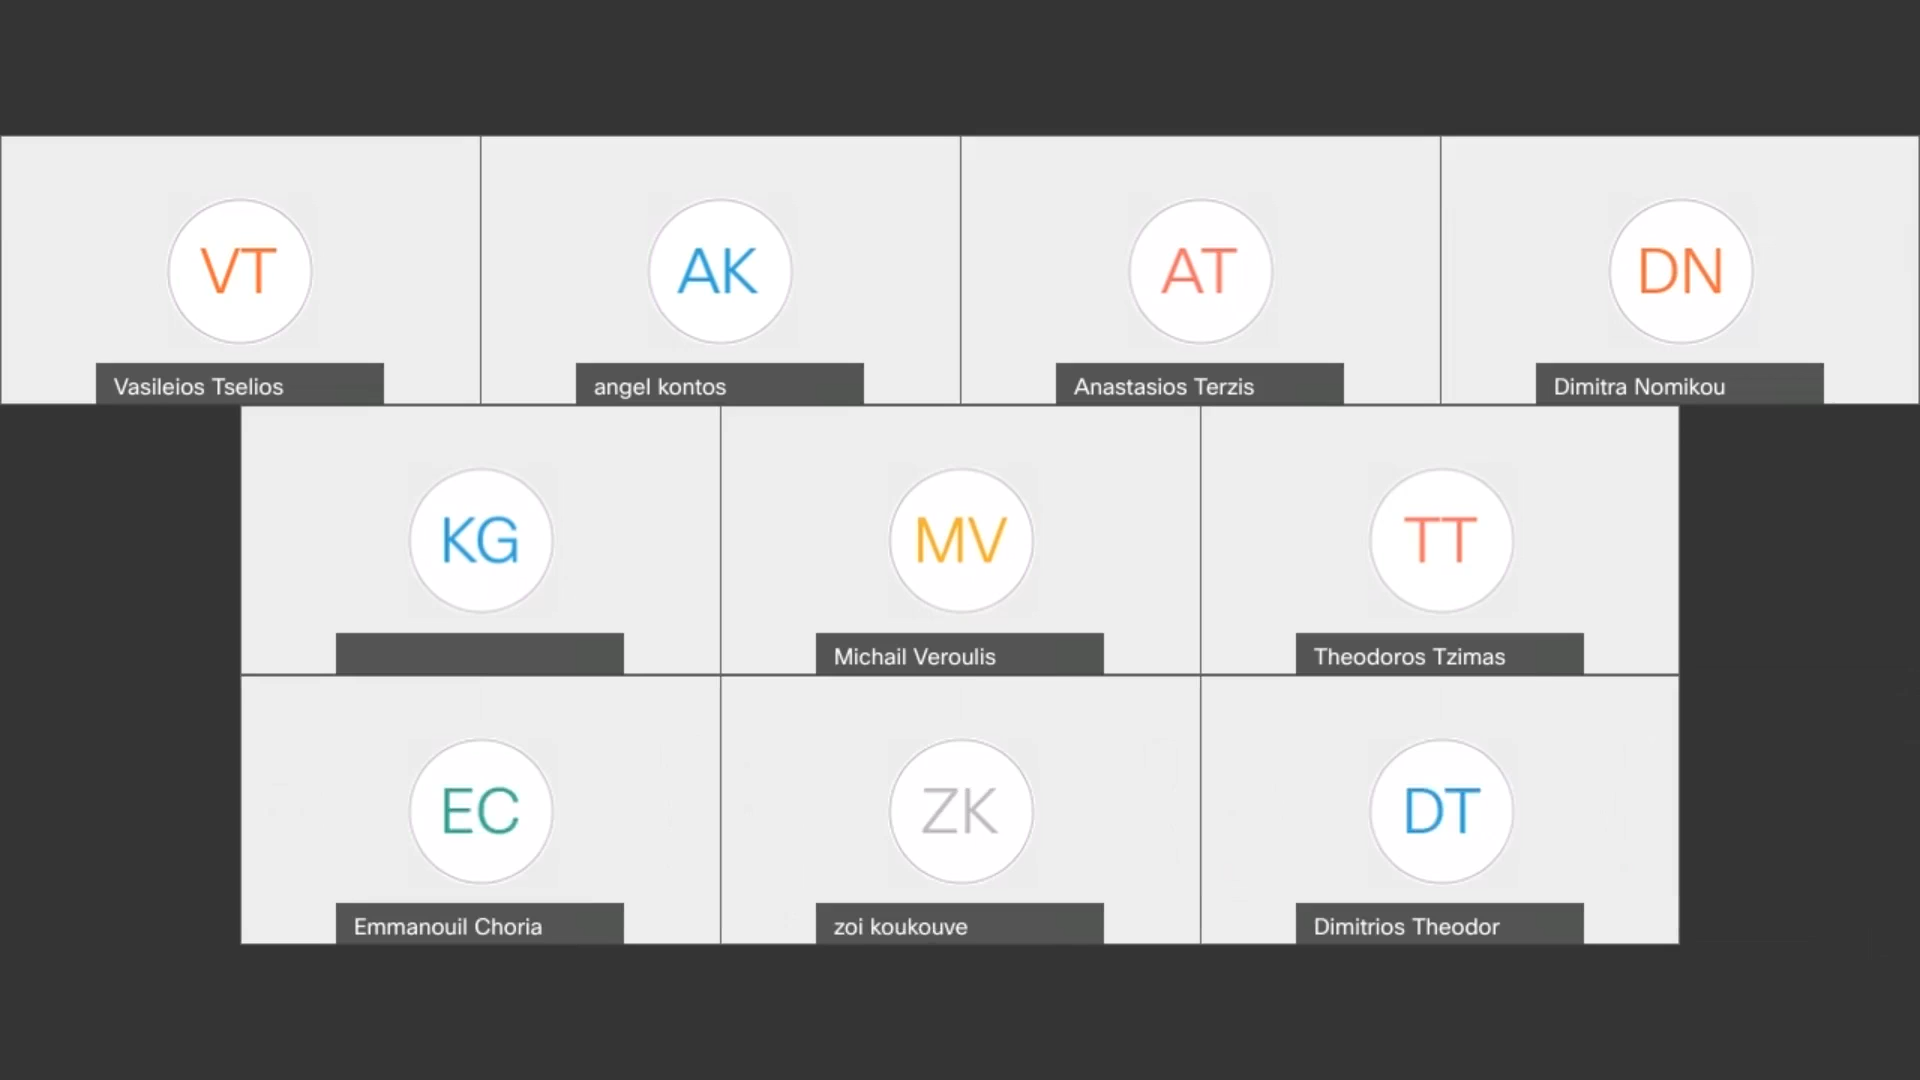 VT
AK
AT
DN
Vasileios Tselios
angel kontos
Anastasios Terzis
Dimitra Nomikou
KG
MV
TT
Michail Veroulis
Theodoros Tzimas
EC
ZK
DT
Emmanouil Choria
zoi koukouve
Dimitrios Theodor